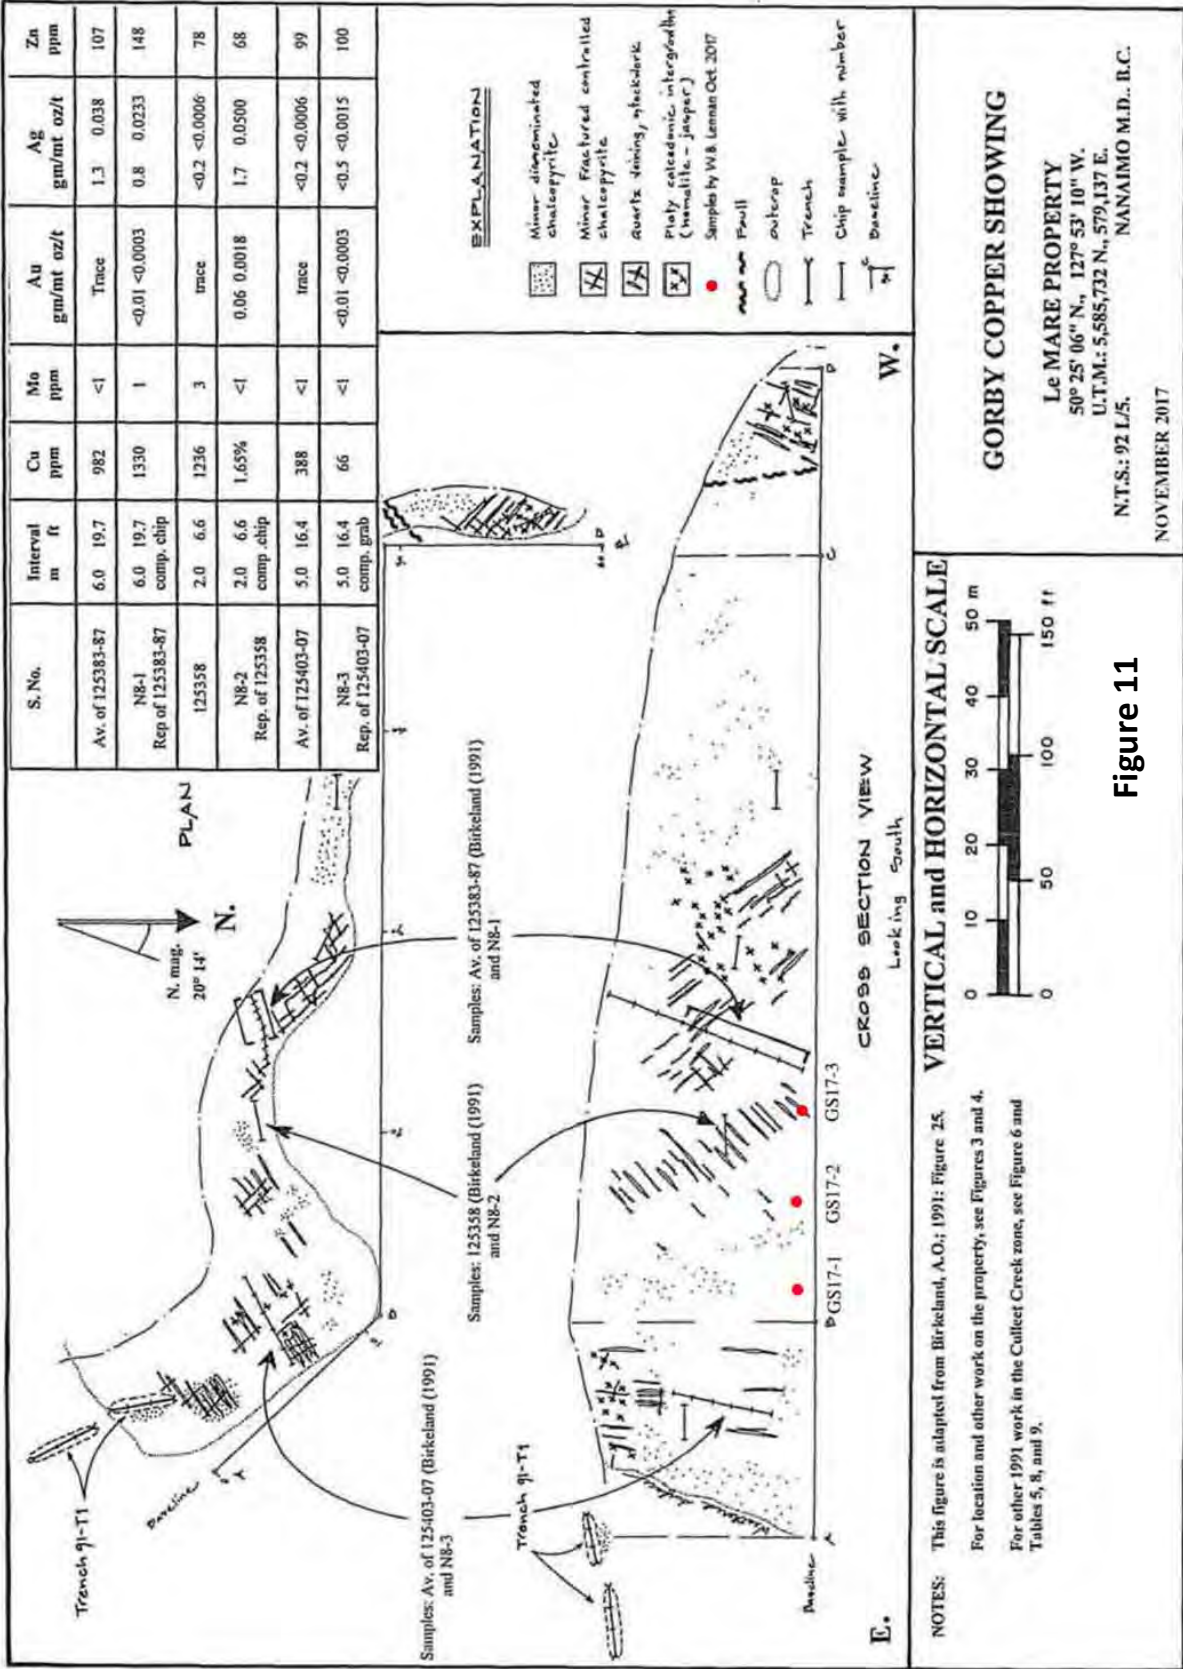 S. No.
Interval
m ft
Cu
ppm
Mo
ppm
Au
gm/mt oz/t
Ag
gm/mt oz/t
Zn
ppm
Av. of 125383-87 6.0 19.7 982 <1 Trace 1.3 0.038 107
N8-1 6.0 19.7 1330 1 <0.01 <0.0003 0.8 0.0233 148
Rep of 125383-87 comp. chip
125358 2.0 6.6 1236 3 trace <0.2 <0.0006 78
N8-2 2.0 6.6 1.65% <1 0.06 0.0018 1.7 0.0500 68
Rep. of 125358 comp chip
Av. of 125403-07 5.0 16.4 388 <1 trace <0.2 <0.0006 99
N8-3 5.0 16.4 66 <1 <0.01 <0.0003 <0.5 <0.0015 100
Rep. of 125403-07 comp. grab
PLAN
N. mag.
20° 14'
N.
Trench 91-T1
Baseline
A
B
Samples: Av. of 125403-07 (Birkeland (1991)
and N8-3
Samples: 125358 (Birkeland (1991)
and N8-2
Samples: Av. of 125383-87 (Birkeland (1991)
and N8-1
Trench 91-T1
Baseline
A
B
C
D
GS17-1
GS17-2
GS17-3
E.
W.
CROSS SECTION VIEW
Looking South
EXPLANATION
Minor disseminated
chalcopyrite
Minor Fractured controlled
chalcopyrite
Quartz veining, stockwork
Platy calcedonic intergrowths
(hematite - jasper)
Samples by W.B. Lennan Oct 2017
Fault
outcrop
Trench
Chip sample with number
Baseline
NOTES: This figure is adapted from Birkeland, A.O.; 1991: Figure 25.
For location and other work on the property, see Figures 3 and 4.
For other 1991 work in the Culleet Creek zone, see Figure 6 and
Tables 5, 8, and 9.
VERTICAL and HORIZONTAL SCALE
0 10 20 30 40 50 m
0 50 100 150 ft
Figure 11
GORBY COPPER SHOWING
Le MARE PROPERTY
50° 25' 06" N., 127° 53' 10" W.
U.T.M.: 5,585,732 N., 579,137 E.
N.T.S.: 92 L/5. NANAIMO M.D.. B.C.
NOVEMBER 2017